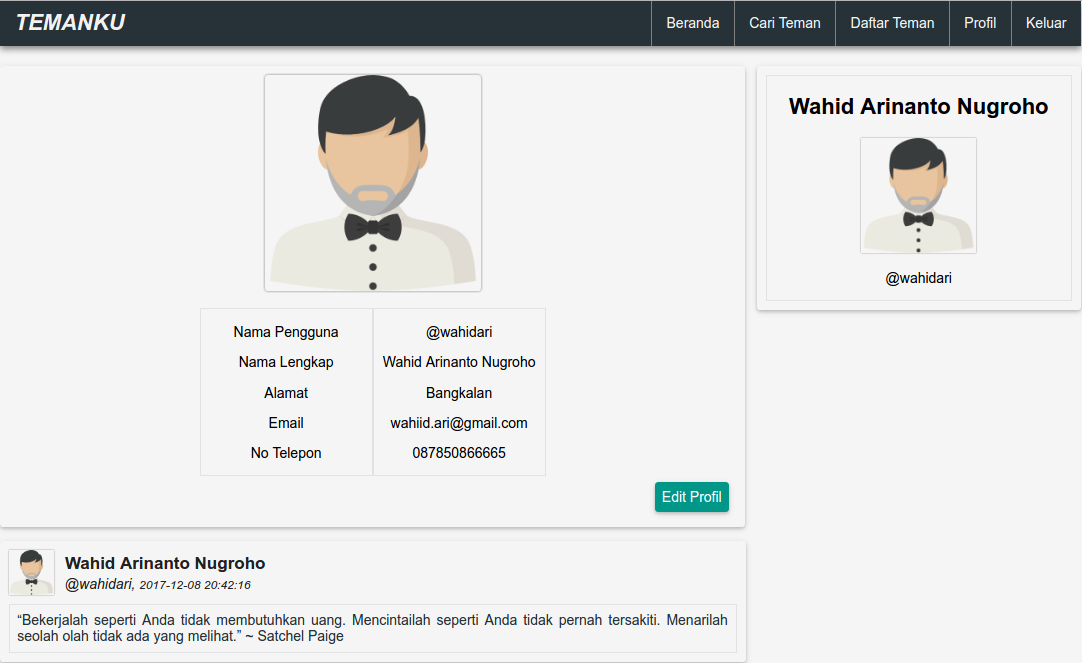 TEMANKU
Beranda
Cari Teman
Daftar Teman
Profil
Keluar
Nama Pengguna @wahidari
Nama Lengkap Wahid Arinanto Nugroho
Alamat Bangkalan
Email wahiid.ari@gmail.com
No Telepon 087850866665
Edit Profil
Wahid Arinanto Nugroho
@wahidari, 2017-12-08 20:42:16
“Bekerjalah seperti Anda tidak membutuhkan uang. Mencintailah seperti Anda tidak pernah tersakiti. Menarilah
seolah olah tidak ada yang melihat.” ~ Satchel Paige
Wahid Arinanto Nugroho
@wahidari